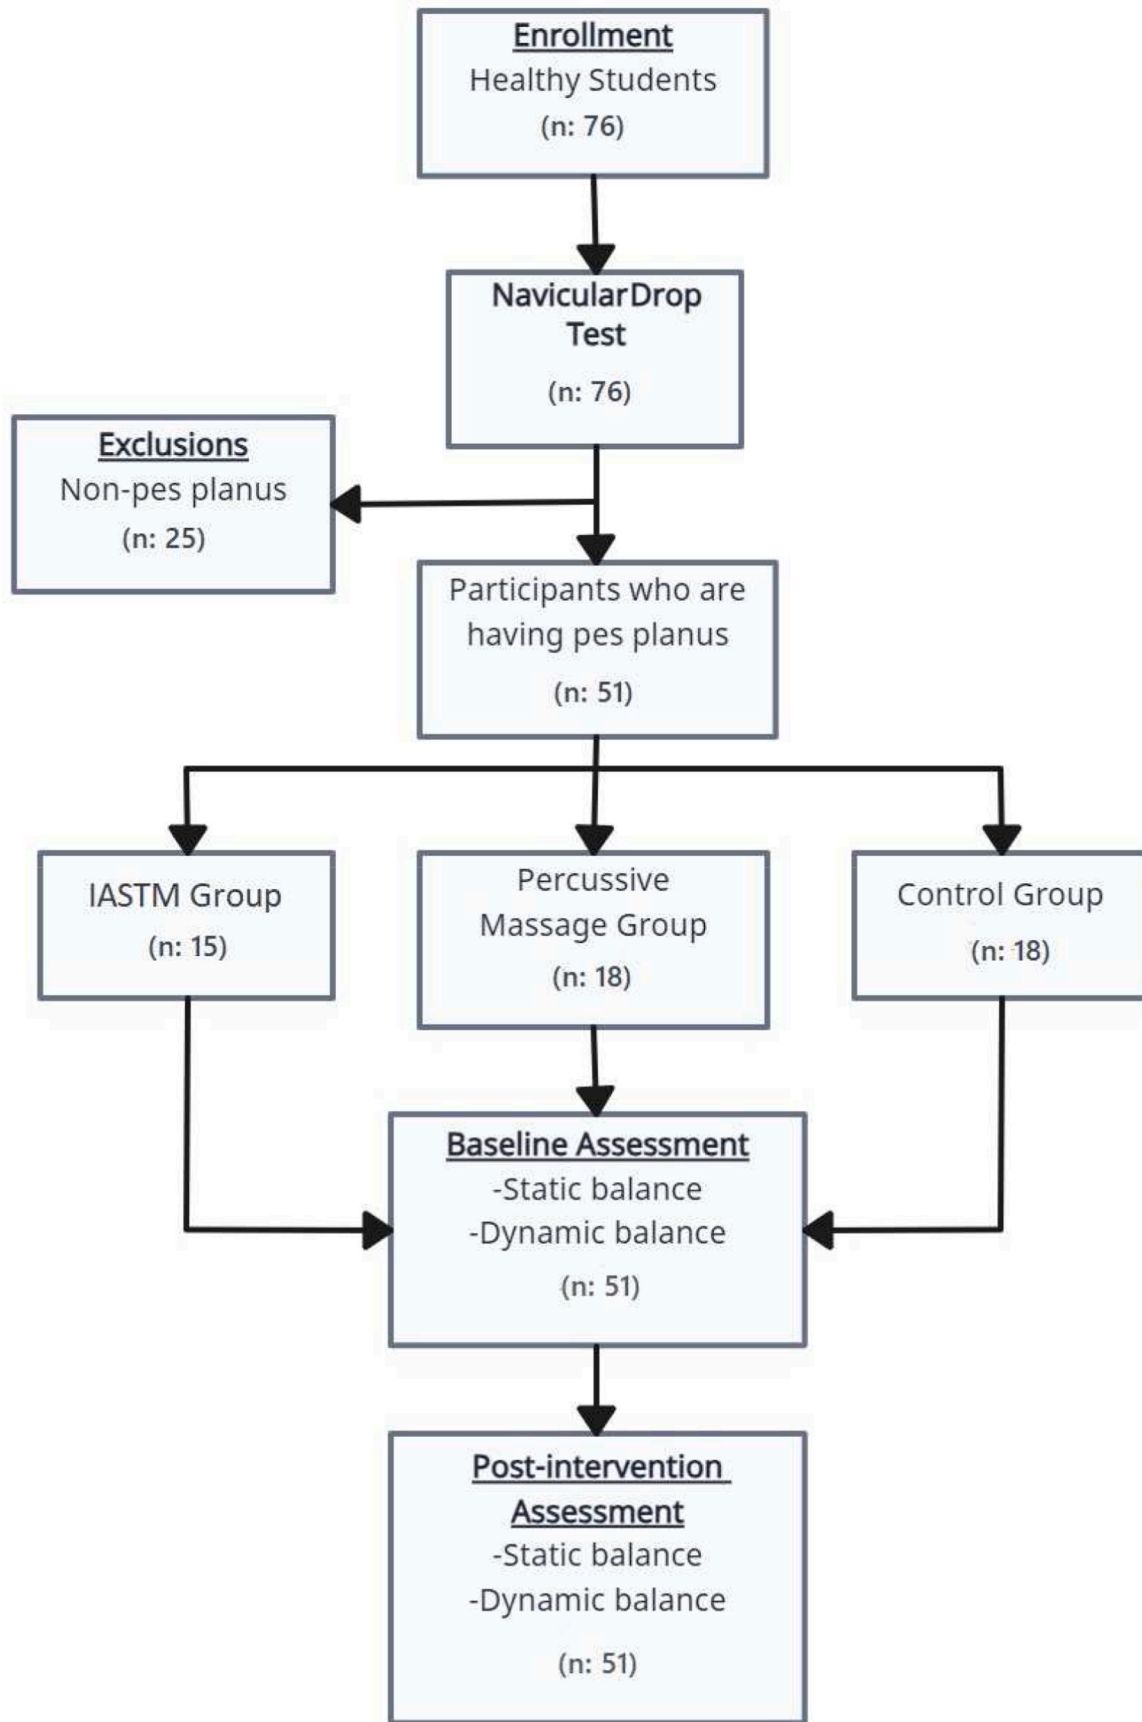 Enrollment
Healthy Students
(n: 76)
NavicularDrop
Test
(n: 76)
Exclusions
Non-pes planus
(n: 25)
Participants who are
having pes planus
(n: 51)
IASTM Group
(n: 15)
Percussive
Massage Group
(n: 18)
Control Group
(n: 18)
Baseline Assessment
-Static balance
-Dynamic balance
(n: 51)
Post-intervention
Assessment
-Static balance
-Dynamic balance
(n: 51)